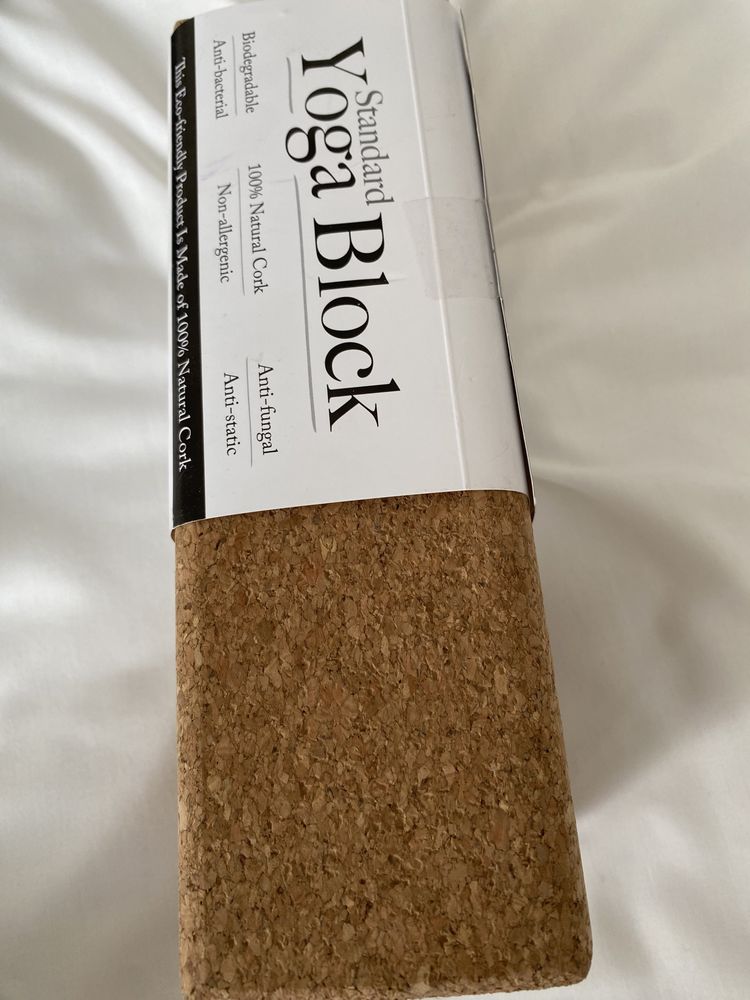 Standard
Yoga Block
Biodegradable
100% Natural Cork
Anti-fungal
Anti-bacterial
Non-allergenic
Anti-static
This Eco-friendly Product Is Made of 100% Natural Cork